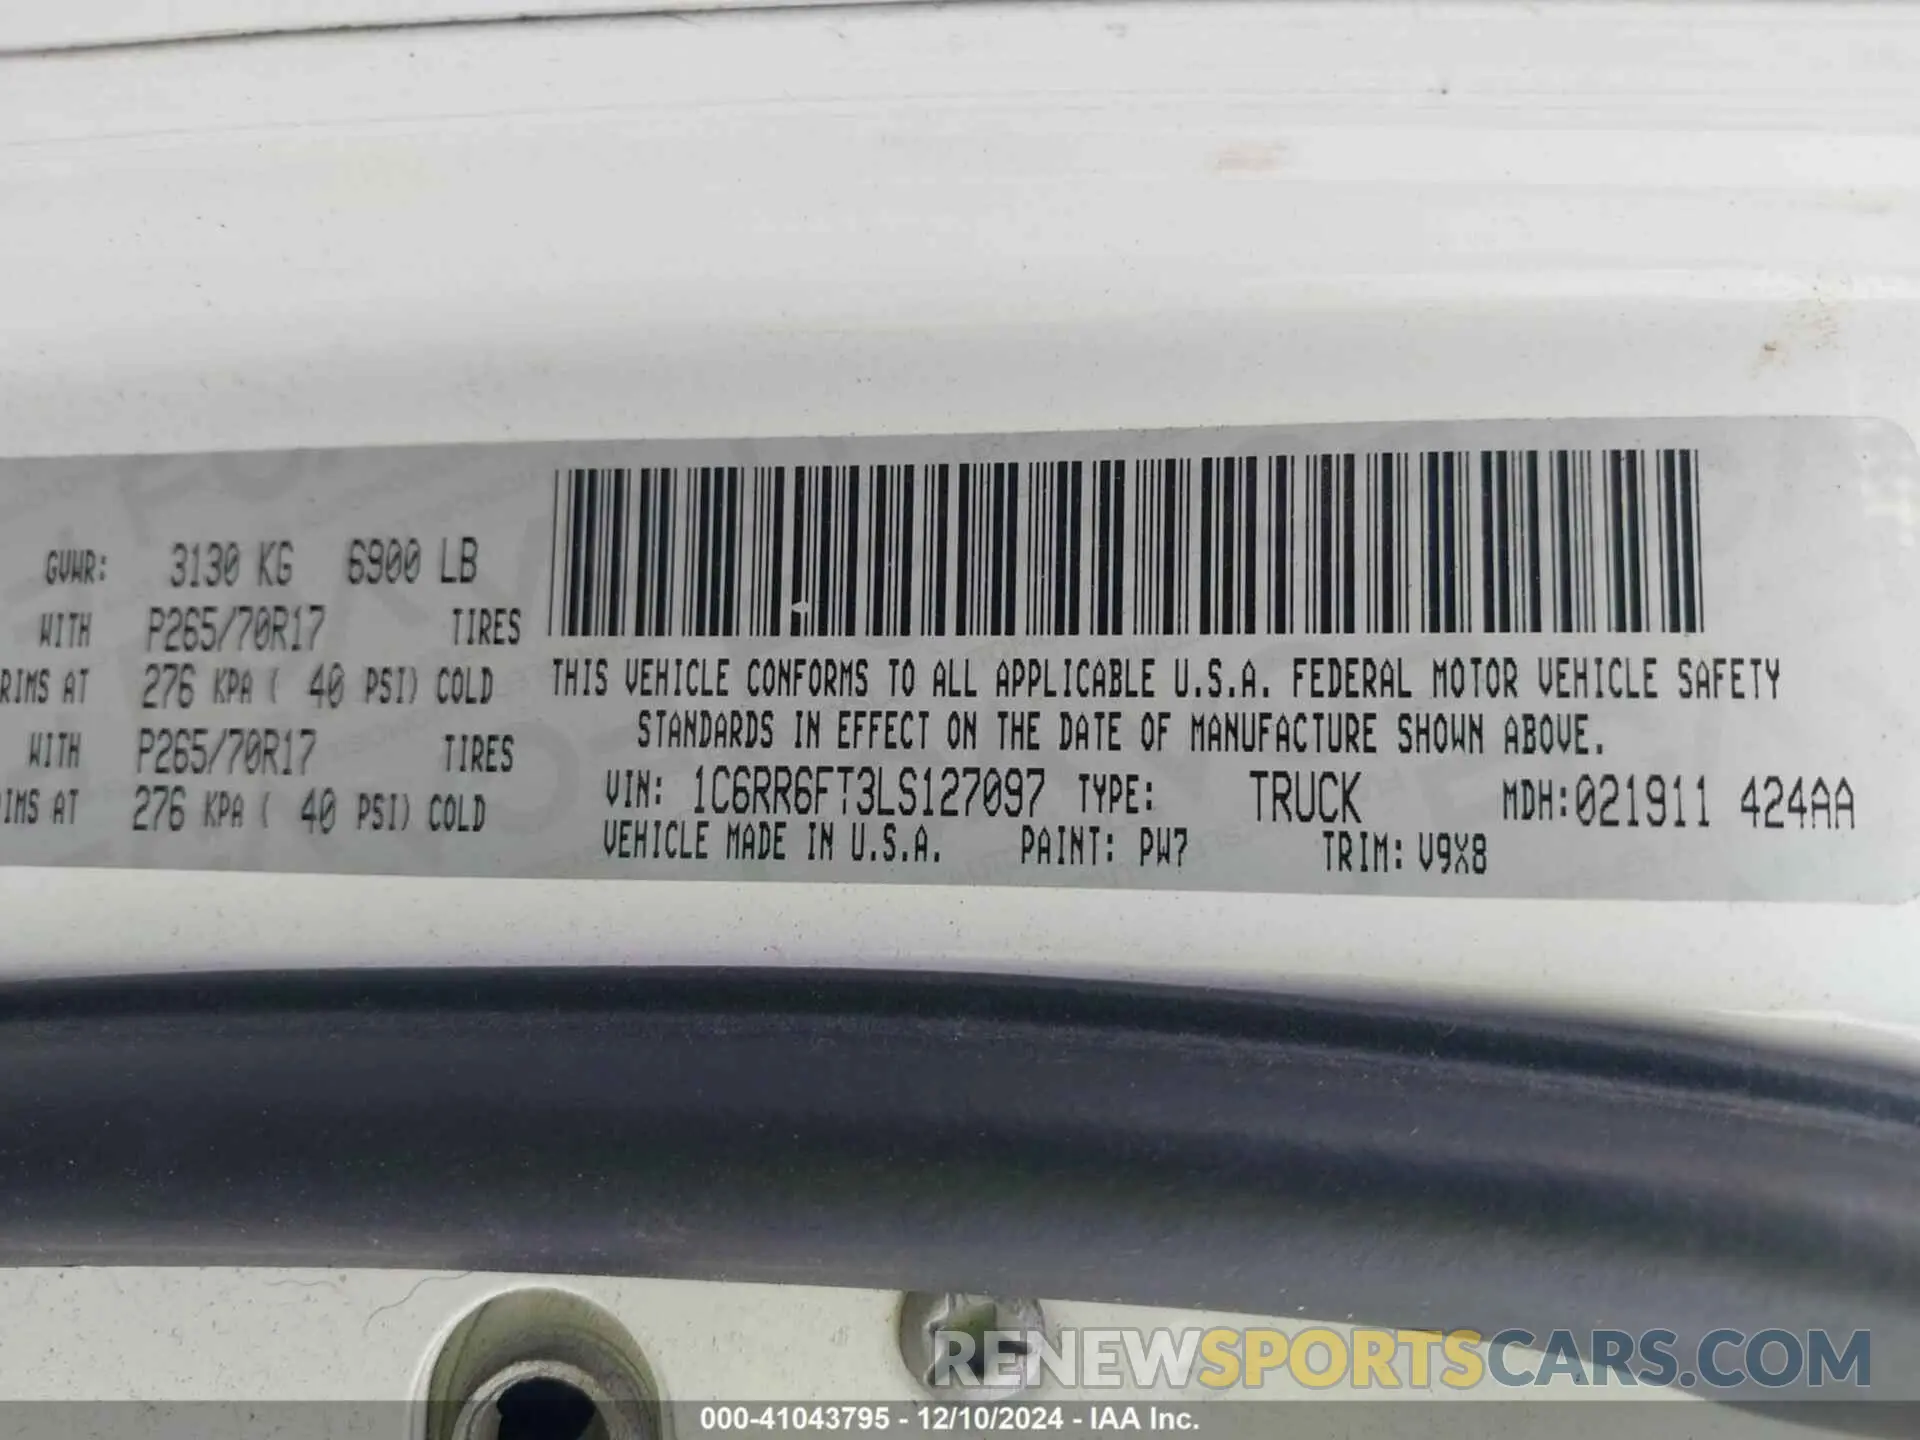 GVWR: 3130 KG 6900 LB
WITH P265/70R17 TIRES
RIMS AT 276 KPA ( 40 PSI) COLD
WITH P265/70R17 TIRES
RIMS AT 276 KPA ( 40 PSI) COLD
THIS VEHICLE CONFORMS TO ALL APPLICABLE U.S.A. FEDERAL MOTOR VEHICLE SAFETY
STANDARDS IN EFFECT ON THE DATE OF MANUFACTURE SHOWN ABOVE.
VIN: 1C6RR6FT3LS127097 TYPE: TRUCK MDH:021911 424AA
VEHICLE MADE IN U.S.A. PAINT: PW7 TRIM: V9X8
RENEWSPORTSCARS.COM
000-41043795 - 12/10/2024 - IAA Inc.